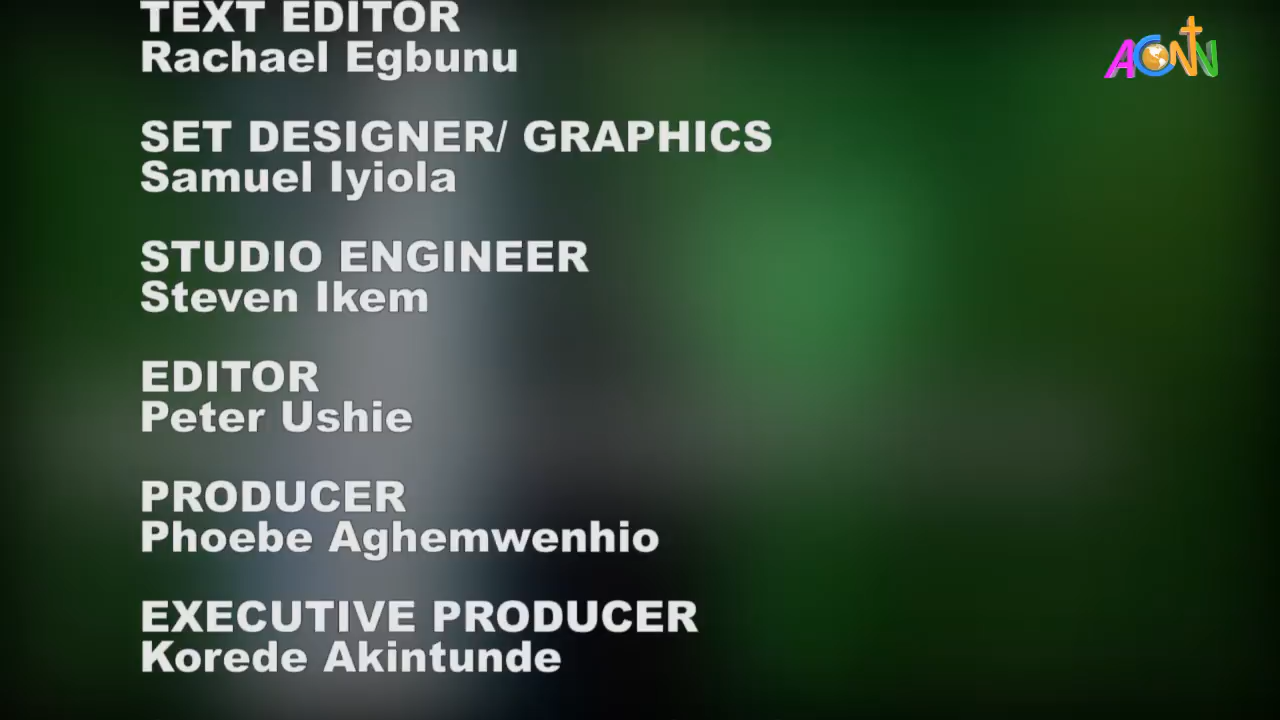 TEXT EDITOR
Rachael Egbunu
SET DESIGNER/ GRAPHICS
Samuel Iyiola
STUDIO ENGINEER
Steven Ikem
EDITOR
Peter Ushie
PRODUCER
Phoebe Aghemwenhio
EXECUTIVE PRODUCER
Korede Akintunde
ACNN